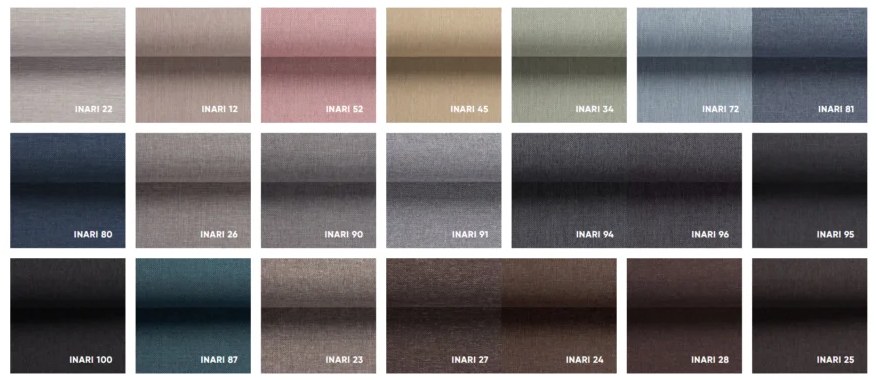 INARI 22
INARI 12
INARI 52
INARI 45
INARI 34
INARI 72
INARI 81
INARI 80
INARI 26
INARI 90
INARI 91
INARI 94
INARI 96
INARI 95
INARI 100
INARI 87
INARI 23
INARI 27
INARI 24
INARI 28
INARI 25